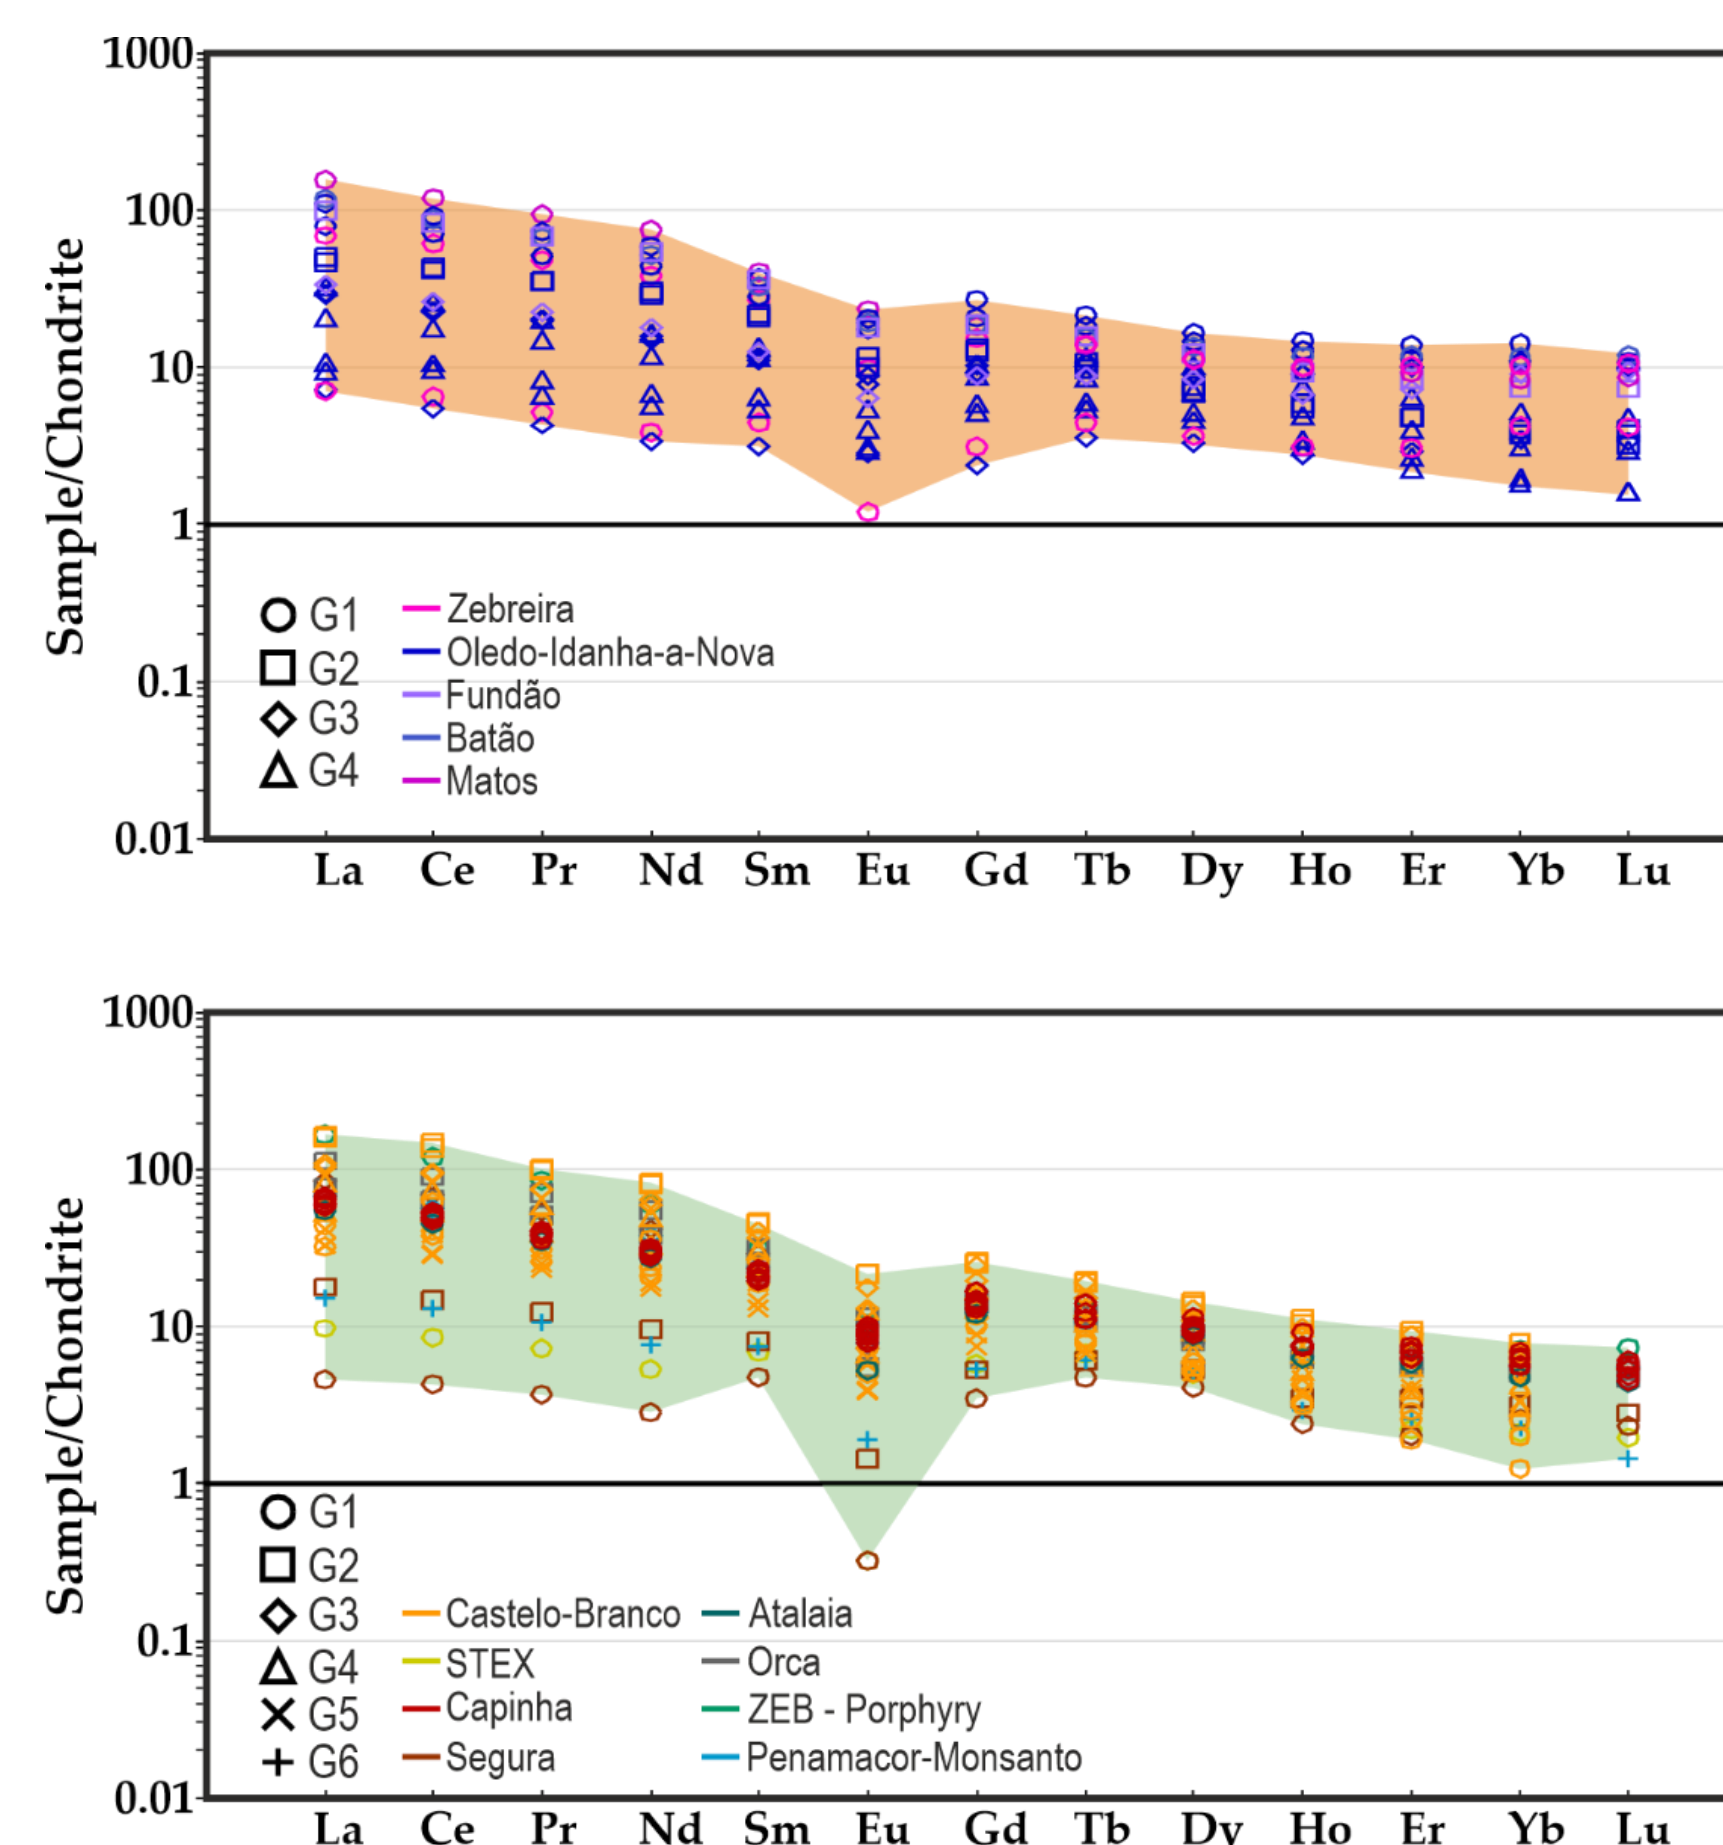 1000
100
10
1
0.1
0.01
Sample/Chondrite
G1
G2
G3
G4
Zebreira
Oledo-Idanha-a-Nova
Fundão
Batão
Matos
La Ce Pr Nd Sm Eu Gd Tb Dy Ho Er Yb Lu
1000
100
10
1
0.1
0.01
Sample/Chondrite
G1
G2
G3
G4
G5
G6
Castelo-Branco
STEX
Capinha
Segura
Atalaia
Orca
ZEB - Porphyry
Penamacor-Monsanto
La Ce Pr Nd Sm Eu Gd Tb Dy Ho Er Yb Lu